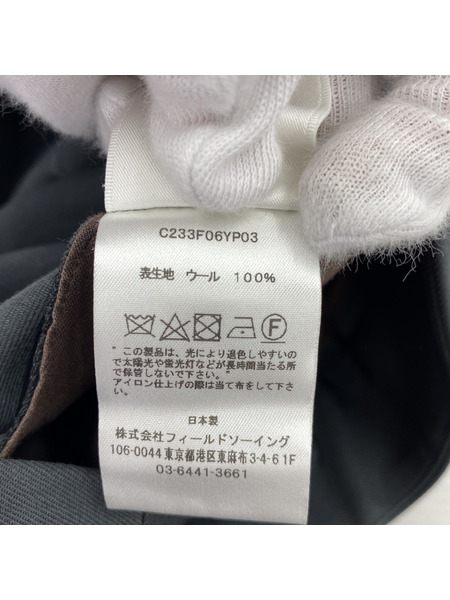 C233F06YP03
表生地 ウール 100%
Ⓕ
"この製品は、光により退色しやすいの
で太陽光や蛍光灯などが長時間当たる所
で保管しないで下さい。"
アイロン仕上げの際は当て布をして下さ
い。
日本製
株式会社フィールドソーイング
106-0044 東京都港区東麻布3-4-6 1F
03-6441-3661